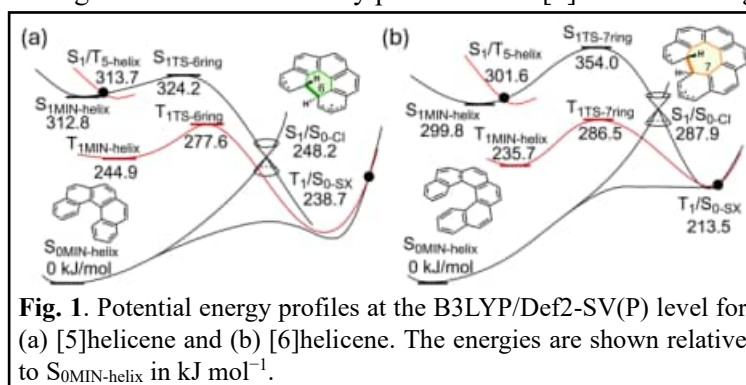 (a)
S1/T5-helix
313.7
S1TS-6ring
324.2
S1MIN-helix
312.8
T1TS-6ring
277.6
T1MIN-helix
244.9
S1/S0-CI
248.2
T1/S0-SX
238.7
S0MIN-helix
0 kJ/mol
6
H
H
(b)
S1/T5-helix
301.6
S1TS-7ring
354.0
S1MIN-helix
299.8
T1TS-7ring
286.5
T1MIN-helix
235.7
S1/S0-CI
287.9
T1/S0-SX
213.5
S0MIN-helix
0 kJ/mol
7
H
H
Fig. 1. Potential energy profiles at the B3LYP/Def2-SV(P) level for
(a) [5]helicene and (b) [6]helicene. The energies are shown relative
to S0MIN-helix in kJ mol−1.